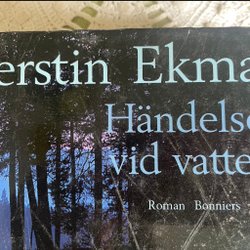 erstin Ekma
Händelse
vid vatte
Roman Bonniers